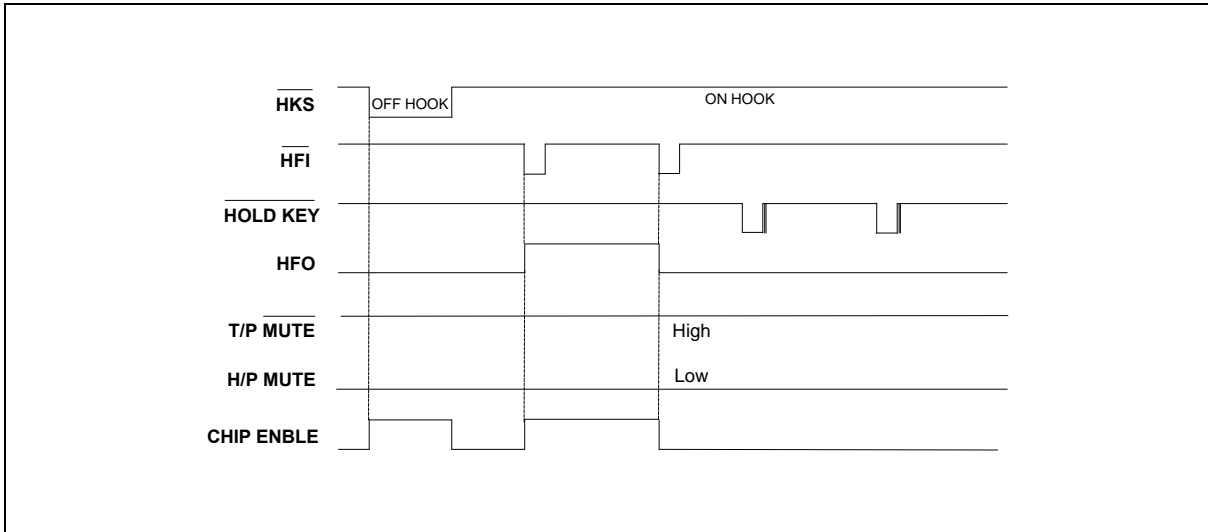 HKS OFF HOOK ON HOOK
HFI
HOLD KEY
HFO
T/P MUTE High
H/P MUTE Low
CHIP ENBLE